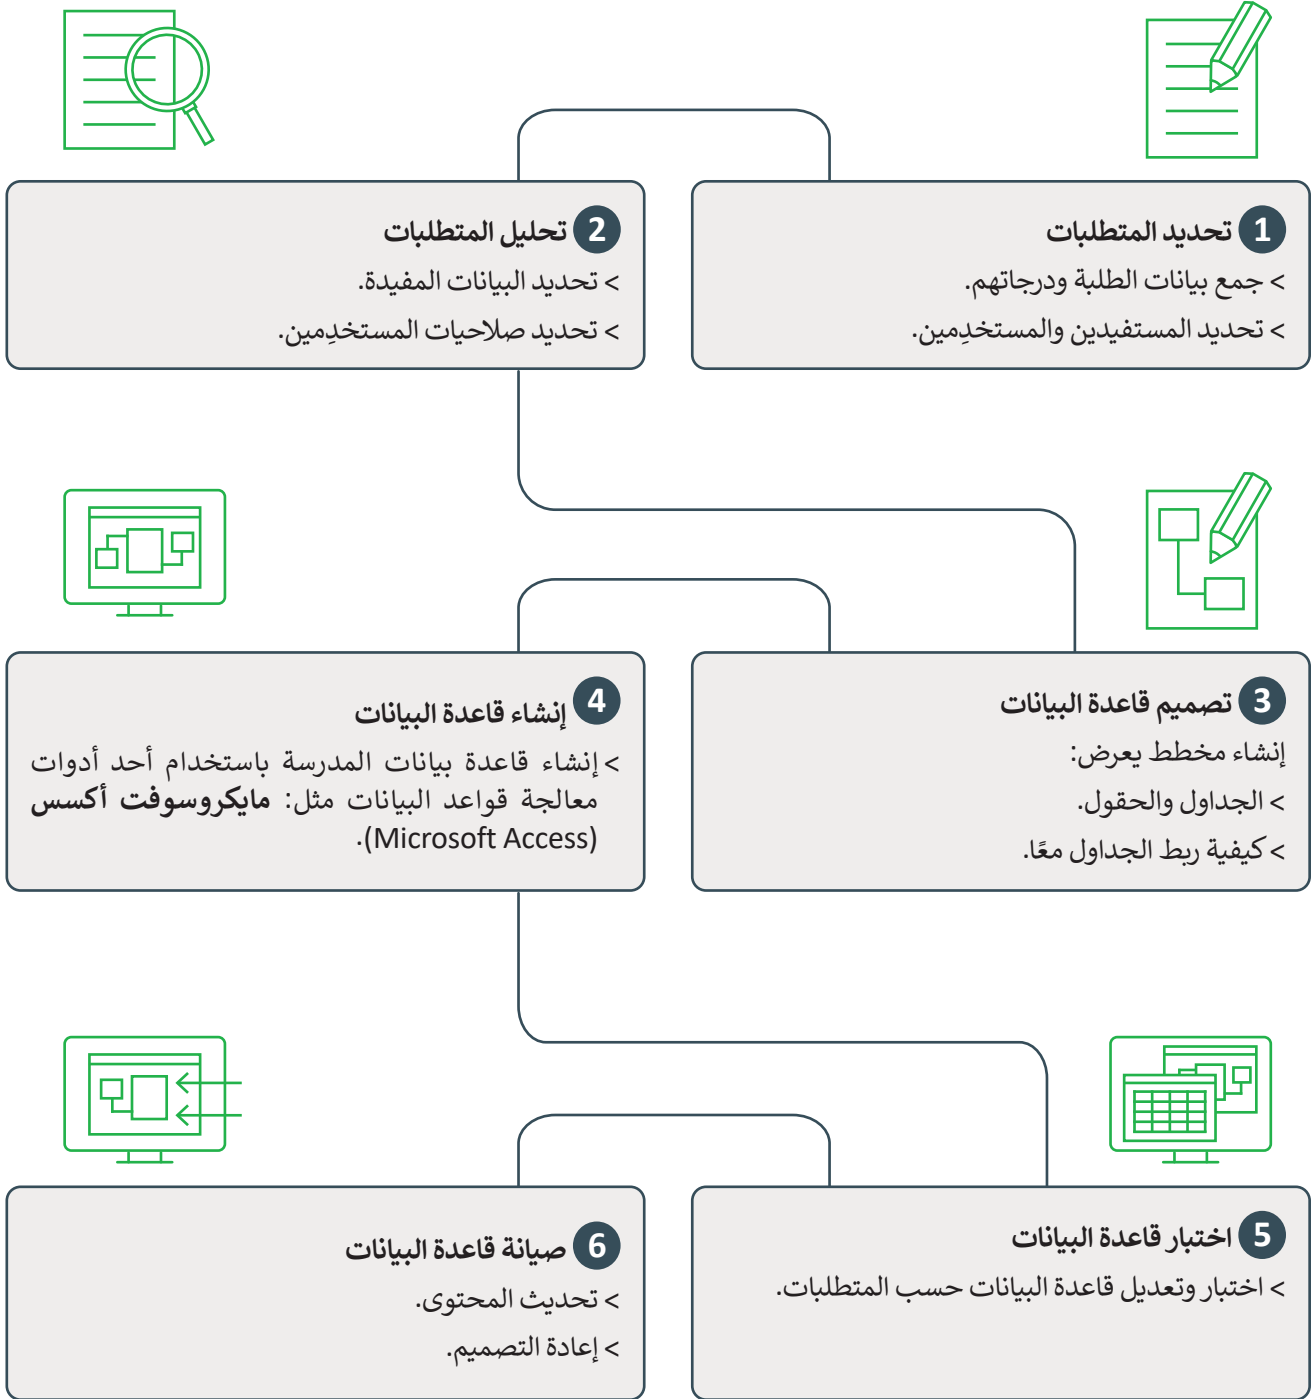 1 تحديد المتطلبات
> جمع بيانات الطلبة ودرجاتهم.
> تحديد المستفيدين والمستخدِمين.
2 تحليل المتطلبات
> تحديد البيانات المفيدة.
> تحديد صلاحيات المستخدِمين.
3 تصميم قاعدة البيانات
إنشاء مخطط يعرض:
> الجداول والحقول.
> كيفية ربط الجداول معًا.
4 إنشاء قاعدة البيانات
> إنشاء قاعدة بيانات المدرسة باستخدام أحد أدوات
معالجة قواعد البيانات مثل: مايكروسوفت أكسس
(Microsoft Access).
5 اختبار قاعدة البيانات
> اختبار وتعديل قاعدة البيانات حسب المتطلبات.
6 صيانة قاعدة البيانات
> تحديث المحتوى.
> إعادة التصميم.